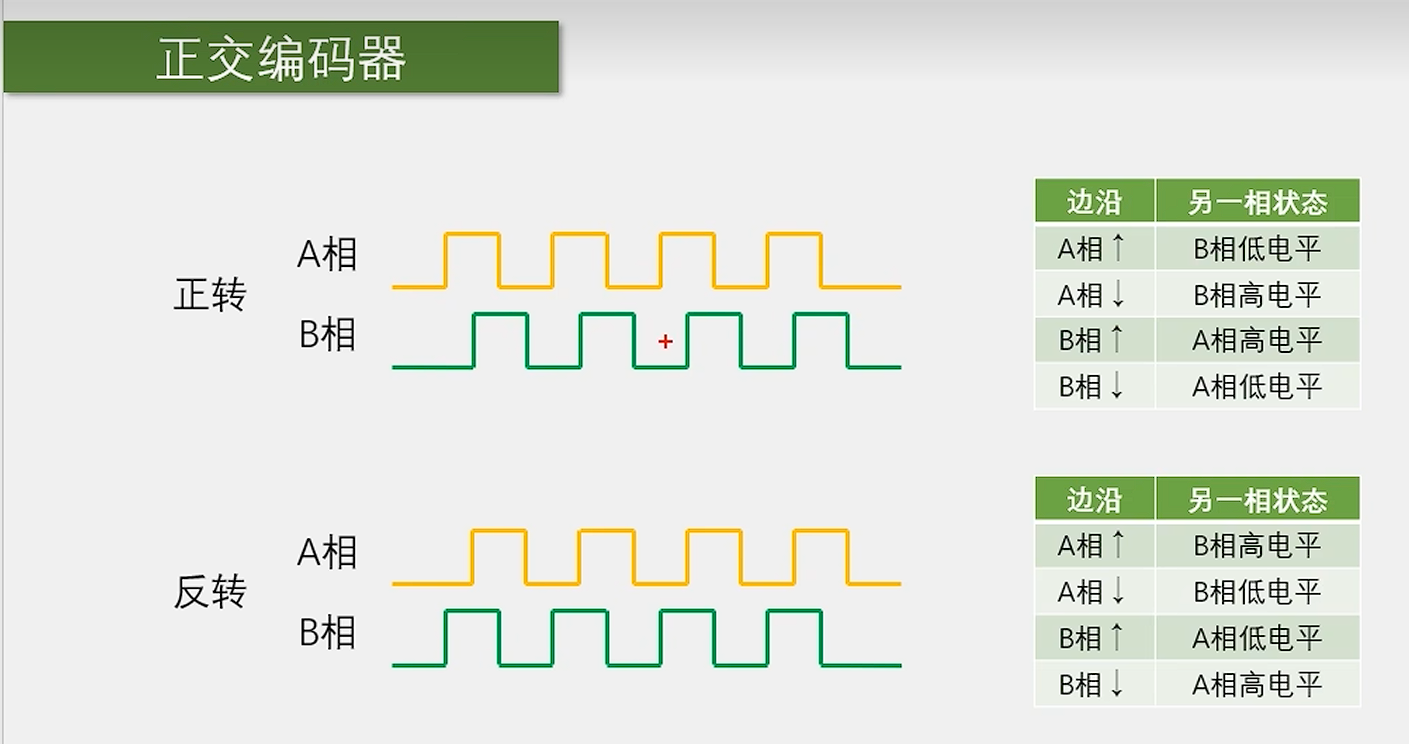 正交编码器
正转
A相
B相
边沿 另一相状态
A相↑ B相低电平
A相↓ B相高电平
B相↑ A相高电平
B相↓ A相低电平
反转
A相
B相
边沿 另一相状态
A相↑ B相高电平
A相↓ B相低电平
B相↑ A相低电平
B相↓ A相高电平